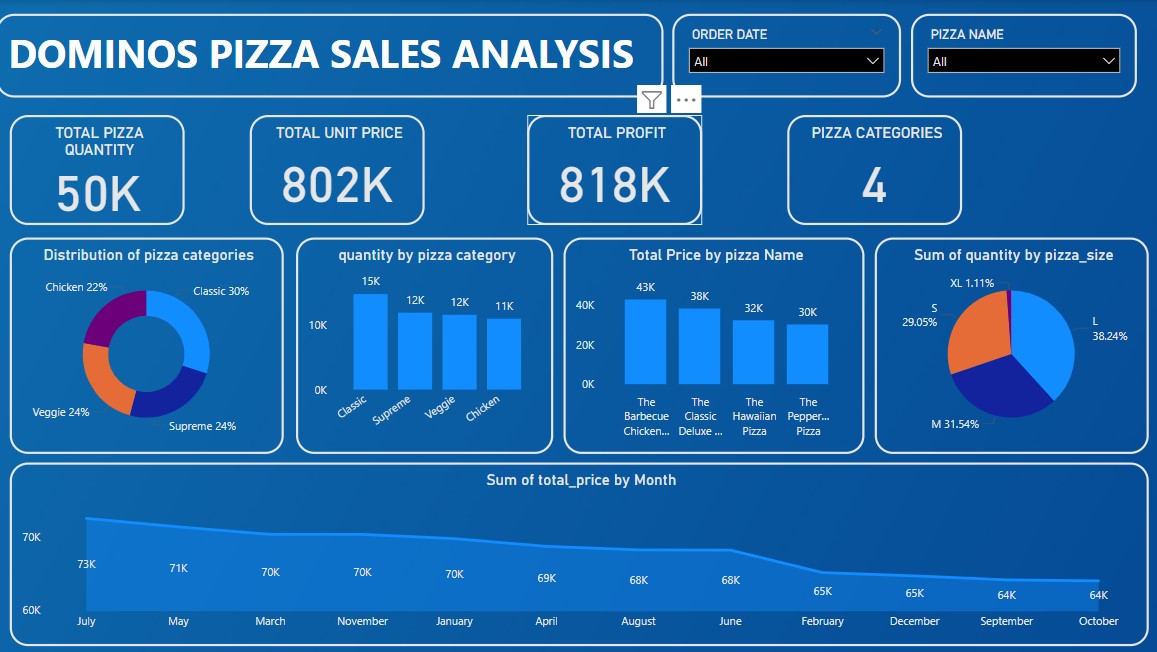 DOMINOS PIZZA SALES ANALYSIS
ORDER DATE
All
PIZZA NAME
All
TOTAL PIZZA
QUANTITY
50K
TOTAL UNIT PRICE
802K
TOTAL PROFIT
818K
PIZZA CATEGORIES
4
Distribution of pizza categories
Chicken 22%
Classic 30%
Veggie 24%
Supreme 24%
quantity by pizza category
15K
12K
12K
11K
10K
0K
Classic
Supreme
Veggie
Chicken
Total Price by pizza Name
43K
38K
32K
30K
40K
20K
0K
The
Barbecue
Chicken...
The
Classic
Deluxe ...
The
Hawaiian
Pizza
The
Pepper...
Pizza
Sum of quantity by pizza_size
XL 1.11%
S
29.05%
L
38.24%
M 31.54%
Sum of total_price by Month
70K
60K
73K
71K
70K
70K
70K
69K
68K
68K
65K
65K
64K
64K
July
May
March
November
January
April
August
June
February
December
September
October